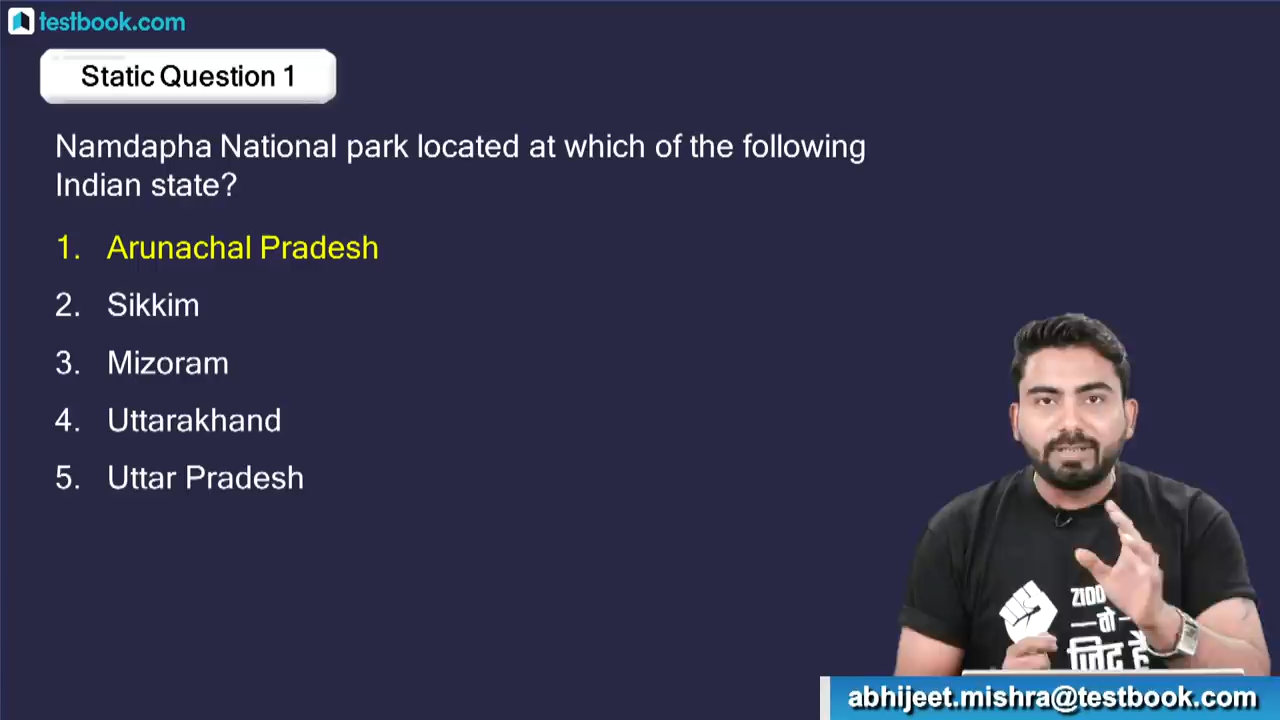 testbook.com
Static Question 1
Namdapha National park located at which of the following
Indian state?
1. Arunachal Pradesh
2. Sikkim
3. Mizoram
4. Uttarakhand
5. Uttar Pradesh
तो
ज़िद है
abhijeet.mishra@testbook.com